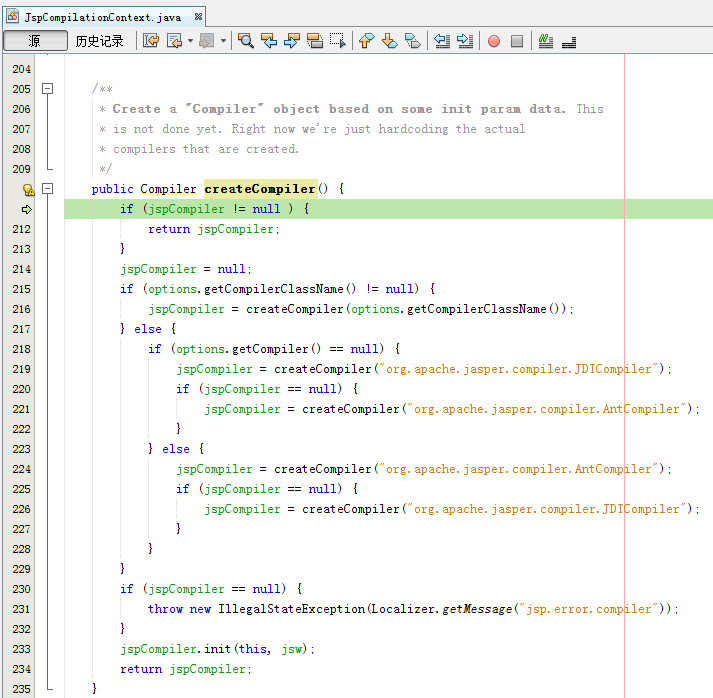 JspCompilationContext.java
源 历史记录
204
205 /**
206 * Create a "Compiler" object based on some init param data. This
207 * is not done yet. Right now we're just hardcoding the actual
208 * compilers that are created.
209 */
public Compiler createCompiler() {
if (jspCompiler != null ) {
212 return jspCompiler;
213 }
214 jspCompiler = null;
215 if (options.getCompilerClassName() != null) {
216 jspCompiler = createCompiler(options.getCompilerClassName());
217 } else {
218 if (options.getCompiler() == null) {
219 jspCompiler = createCompiler("org.apache.jasper.compiler.JDTCompiler");
220 if (jspCompiler == null) {
221 jspCompiler = createCompiler("org.apache.jasper.compiler.AntCompiler");
222 }
223 } else {
224 jspCompiler = createCompiler("org.apache.jasper.compiler.AntCompiler");
225 if (jspCompiler == null) {
226 jspCompiler = createCompiler("org.apache.jasper.compiler.JDTCompiler");
227 }
228 }
229 }
230 if (jspCompiler == null) {
231 throw new IllegalStateException(Localizer.getMessage("jsp.error.compiler"));
232 }
233 jspCompiler.init(this, jsw);
234 return jspCompiler;
235 }